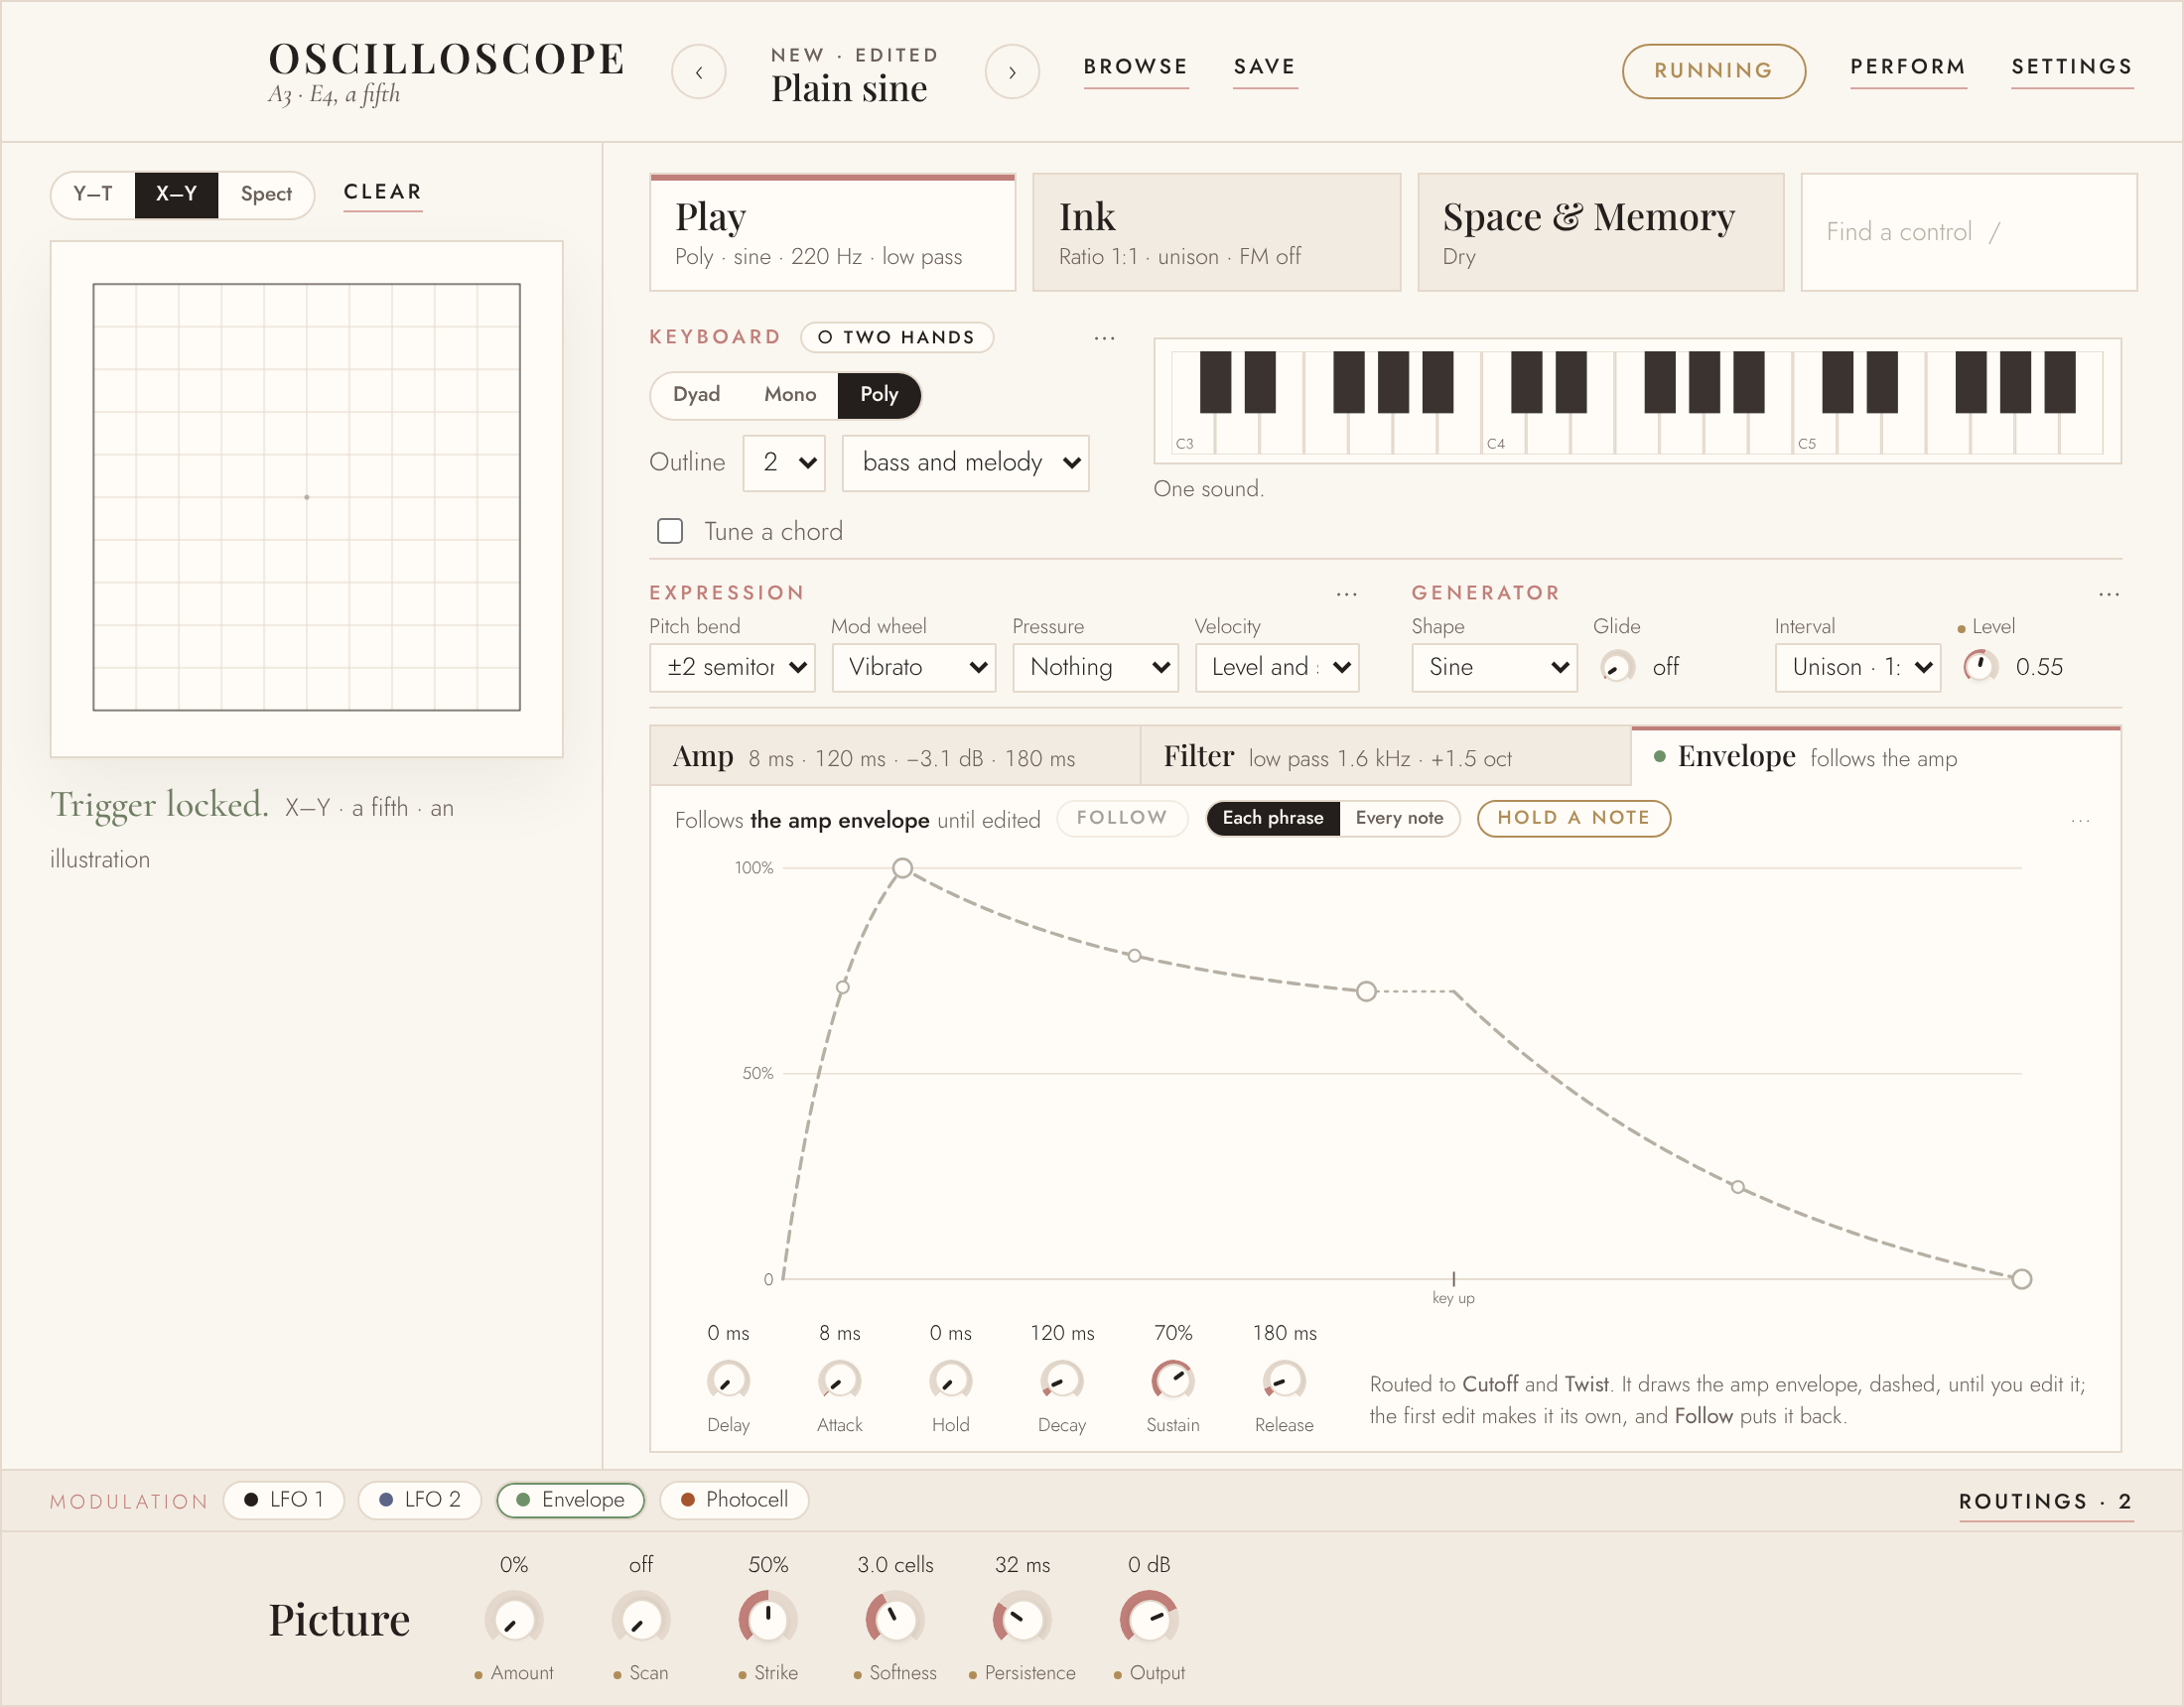 OSCILLOSCOPE
A3 · E4, a fifth
‹
NEW · EDITED
Plain sine
›
BROWSE
SAVE
RUNNING
PERFORM
SETTINGS
Y–T X–Y Spect
CLEAR
Trigger locked. X–Y · a fifth · an
illustration
Play
Poly · sine · 220 Hz · low pass
Ink
Ratio 1:1 · unison · FM off
Space & Memory
Dry
Find a control /
KEYBOARD
TWO HANDS
...
Dyad Mono Poly
Outline 2 bass and melody
Tune a chord
C3 C4 C5
One sound.
EXPRESSION
...
Pitch bend Mod wheel Pressure Velocity
±2 semitor Vibrato Nothing Level and
GENERATOR
...
Shape Glide Interval Level
Sine off Unison · 1: 0.55
Amp 8 ms · 120 ms · −3.1 dB · 180 ms
Filter low pass 1.6 kHz · +1.5 oct
Envelope follows the amp
Follows the amp envelope until edited FOLLOW Each phrase Every note HOLD A NOTE ...
100%
50%
0
key up
0 ms 8 ms 0 ms 120 ms 70% 180 ms
Delay Attack Hold Decay Sustain Release
Routed to Cutoff and Twist. It draws the amp envelope, dashed, until you edit it;
the first edit makes it its own, and Follow puts it back.
MODULATION LFO 1 LFO 2 Envelope Photocell
ROUTINGS · 2
Picture
0% off 50% 3.0 cells 32 ms 0 dB
Amount Scan Strike Softness Persistence Output